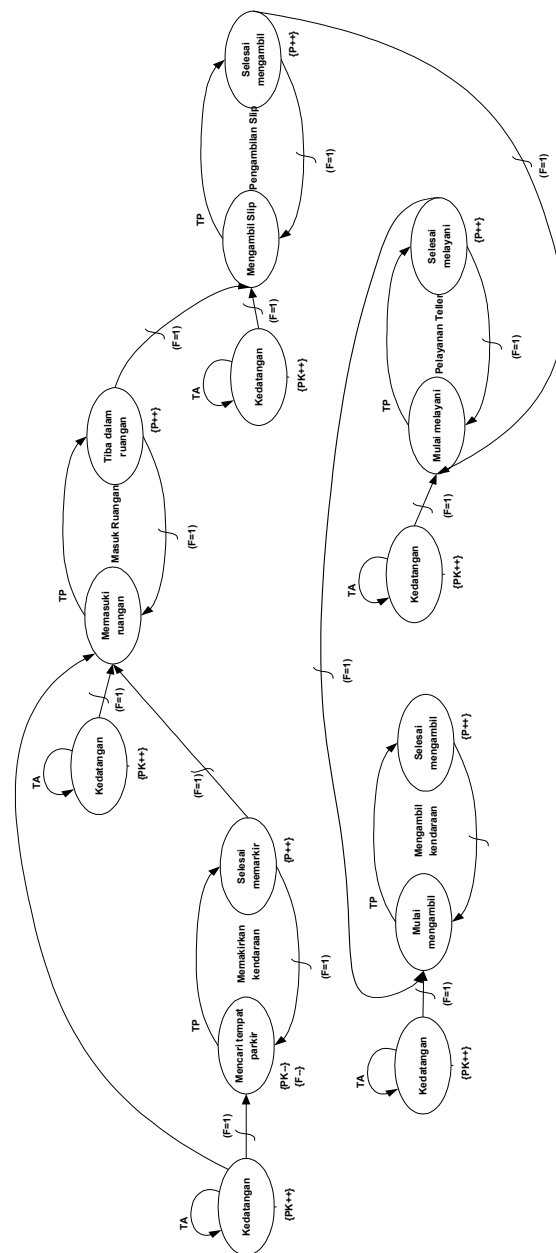 TA
Kedatangan
{PK++}
(F=1)
Mencari tempat
parkir
{PK--}
{F--}
TP
Memakirkan
kendaraan
Selesai
memarkir
{P++}
(F=1)
(F=1)
TA
Kedatangan
{PK++}
(F=1)
Memasuki
ruangan
TP
Masuk Ruangan
Tiba dalam
ruangan
{P++}
(F=1)
(F=1)
TA
Kedatangan
{PK++}
(F=1)
Mengambil Slip
TP
Pengambilan Slip
Selesai
mengambil
{P++}
(F=1)
(F=1)
TA
Kedatangan
{PK++}
(F=1)
Mulai melayani
TP
Pelayanan Teller
Selesai
melayani
{P++}
(F=1)
(F=1)
TA
Kedatangan
{PK++}
(F=1)
Mulai
mengambil
TP
Mengambil
kendaraan
Selesai
mengambil
{P++}